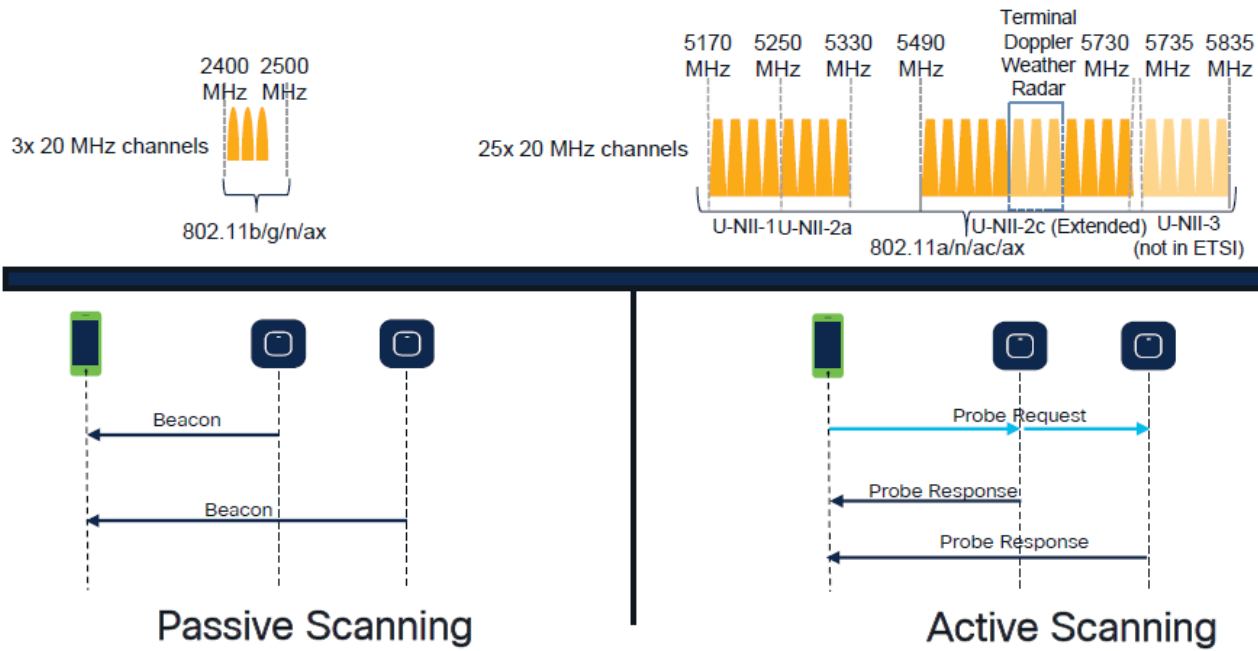 2400
MHz
2500
MHz
3x 20 MHz channels
802.11b/g/n/ax
5170
MHz
5250
MHz
5330
MHz
5490
MHz
Terminal
Doppler
Weather
Radar
5730
MHz
5735
MHz
5835
MHz
25x 20 MHz channels
U-NII-1
U-NII-2a
U-NII-2c (Extended)
U-NII-3
(not in ETSI)
802.11a/n/ac/ax
Beacon
Beacon
Passive Scanning
Probe Request
Probe Response
Probe Response
Active Scanning